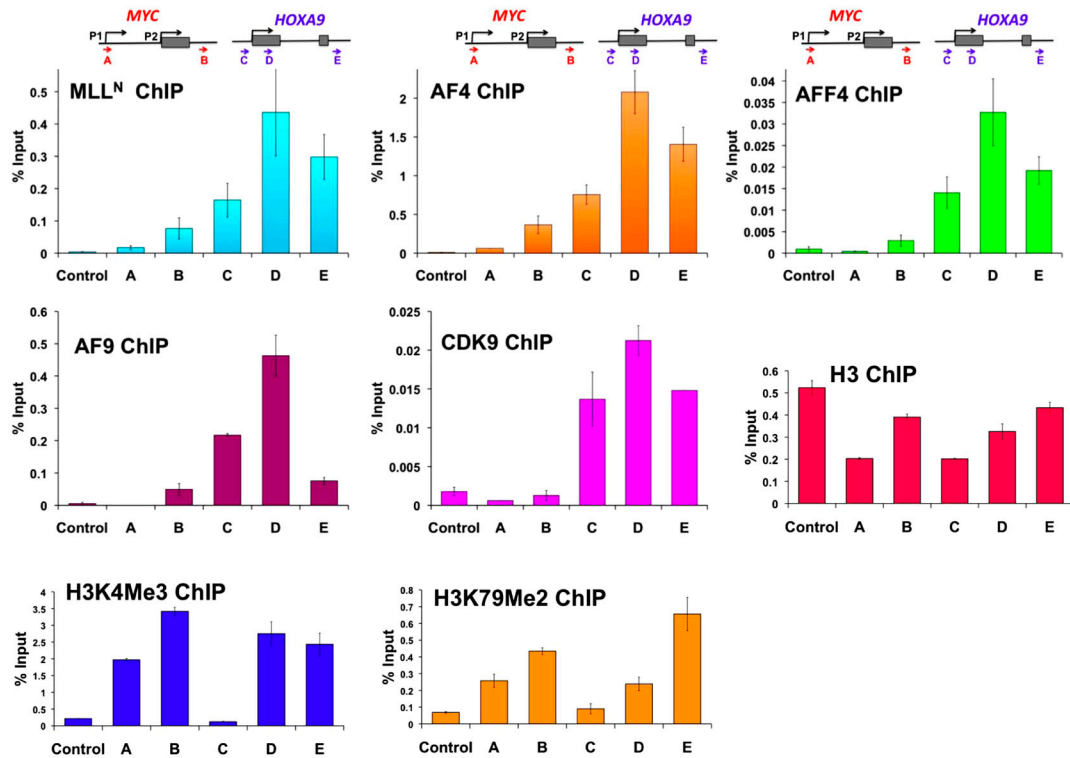 MYC HOXA9 MYC HOXA9 MYC HOXA9
P1 P2 P1 P2 P1 P2
A B C D E A B C D E A B C D E
MLLN ChIP
% Input
0.5
0.4
0.3
0.2
0.1
0
Control A B C D E
AF4 ChIP
% Input
2
1.5
1
0.5
0
Control A B C D E
AFF4 ChIP
% Input
0.04
0.035
0.03
0.025
0.02
0.015
0.01
0.005
0
Control A B C D E
AF9 ChIP
% Input
0.6
0.5
0.4
0.3
0.2
0.1
0
Control A B C D E
CDK9 ChIP
% Input
0.025
0.02
0.015
0.01
0.005
0
Control A B C D E
H3 ChIP
% Input
0.6
0.5
0.4
0.3
0.2
0.1
0
Control A B C D E
H3K4Me3 ChIP
% Input
4
3.5
3
2.5
2
1.5
1
0.5
0
Control A B C D E
H3K79Me2 ChIP
% Input
0.8
0.7
0.6
0.5
0.4
0.3
0.2
0.1
0
Control A B C D E